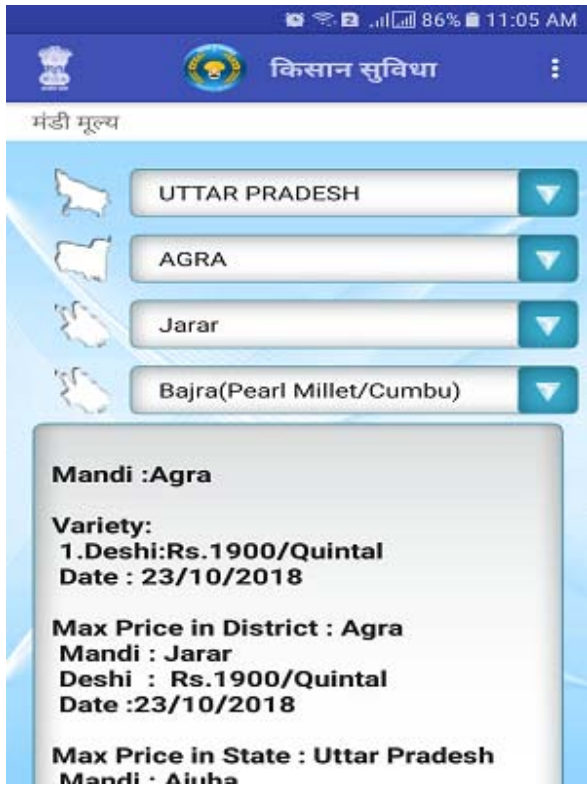 86% 11:05 AM
किसान सुविधा
मंडी मूल्य
UTTAR PRADESH
AGRA
Jarar
Bajra(Pearl Millet/Cumbu)
Mandi :Agra
Variety:
1.Deshi:Rs.1900/Quintal
Date : 23/10/2018
Max Price in District : Agra
Mandi : Jarar
Deshi : Rs.1900/Quintal
Date :23/10/2018
Max Price in State : Uttar Pradesh
Mandi : Ajuha